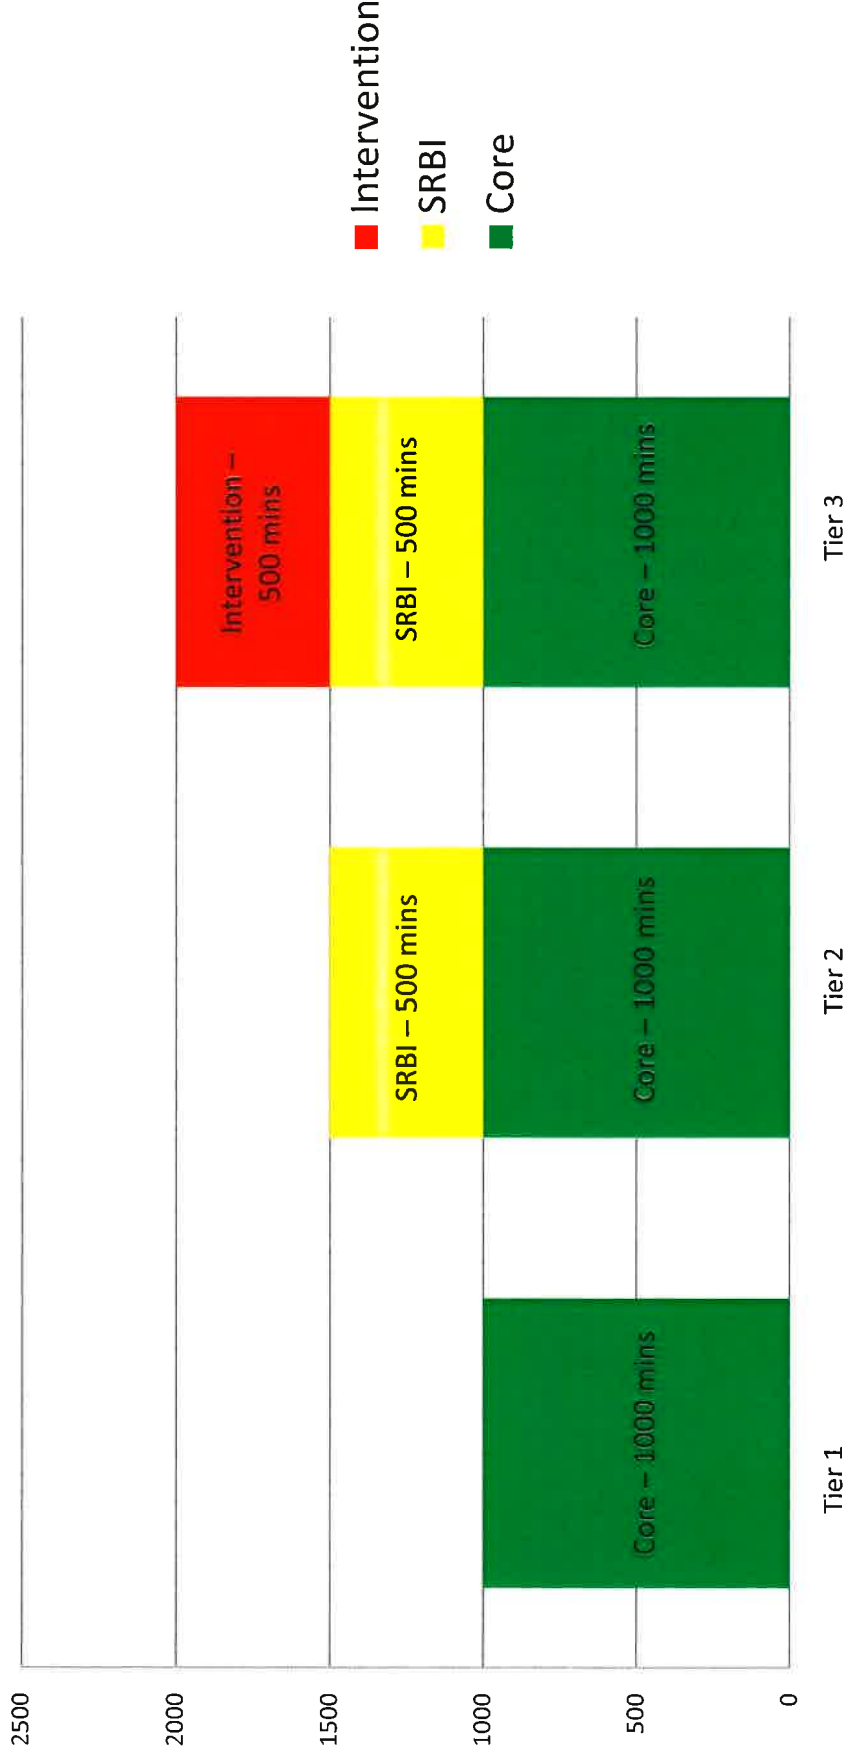 2500
2000
1500
1000
500
0
Core – 1000 mins
SRBI – 500 mins
Core – 1000 mins
Intervention –
500 mins
SRBI – 500 mins
Core – 1000 mins
Tier 1
Tier 2
Tier 3
Intervention
SRBI
Core